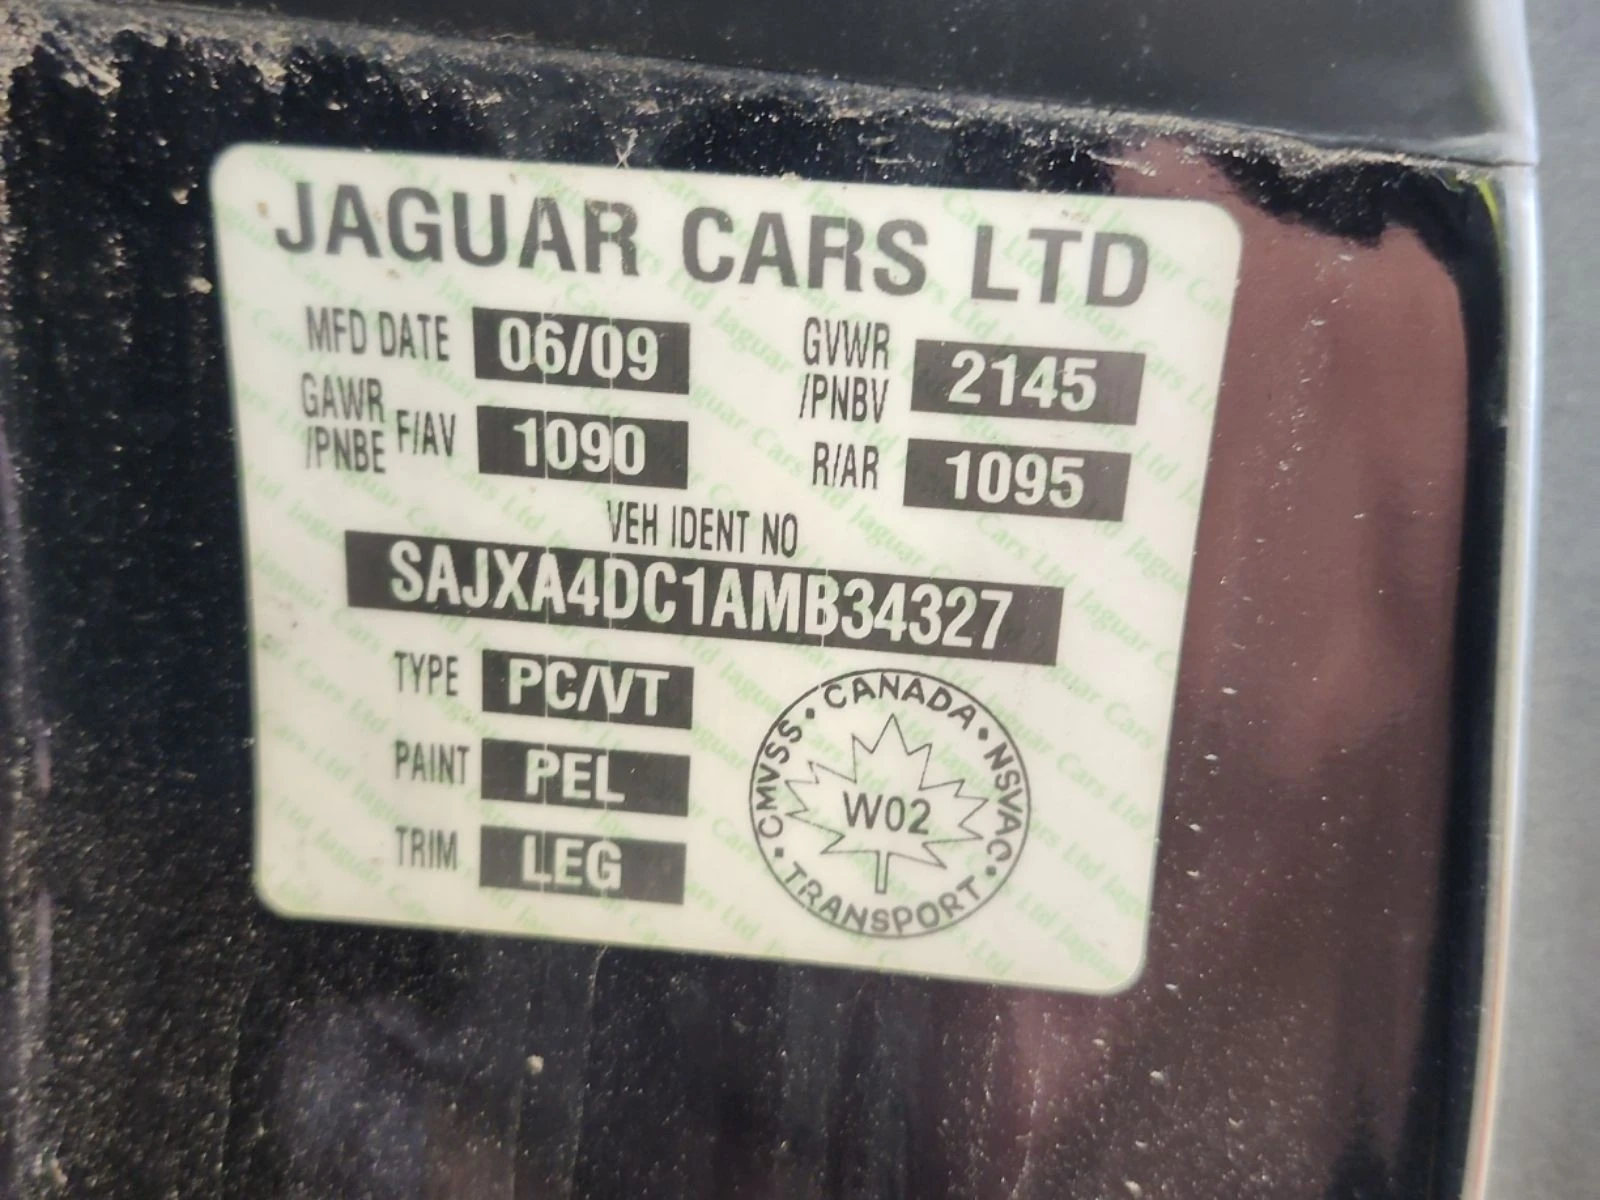 JAGUAR CARS LTD
MFD DATE 06/09 GVWR /PNBV 2145
GAWR /PNBE F/AV 1090 R/AR 1095
VEH IDENT NO
SAJXA4DC1AMB34327
TYPE PC/VT
PAINT PEL
TRIM LEG
CANADA • NSVAC • TRANSPORT • CMVSS •
W02